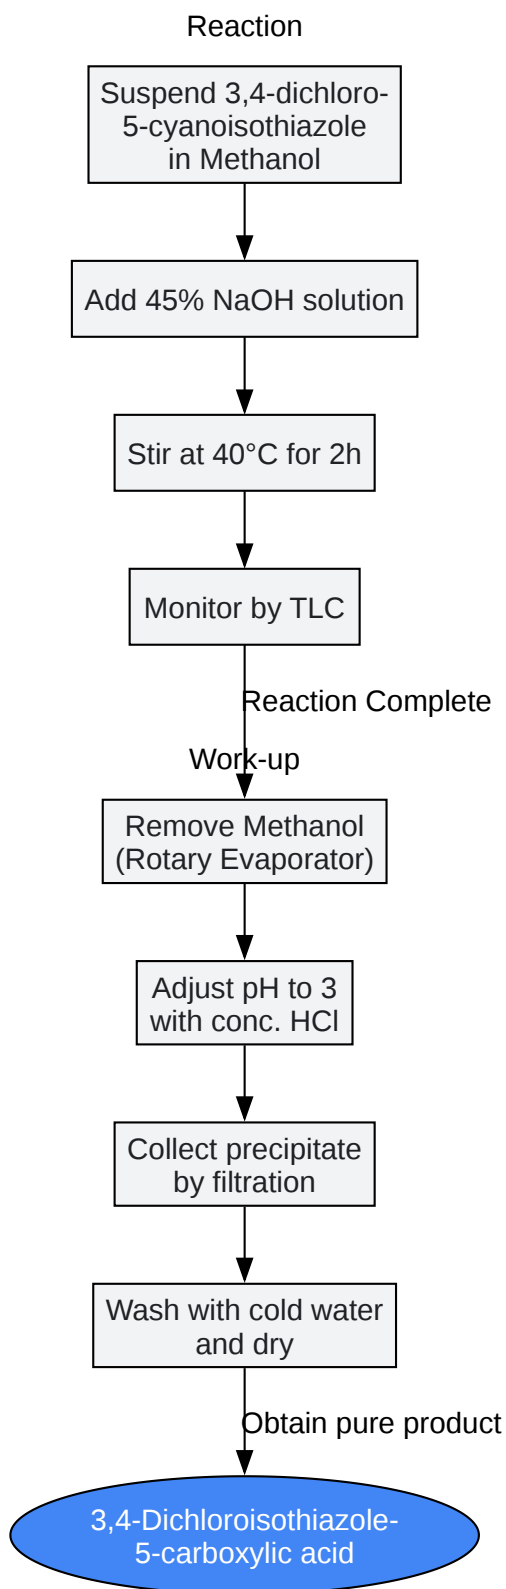 Reaction
Suspend 3,4-dichloro-
5-cyanoisothiazole
in Methanol
Add 45% NaOH solution
Stir at 40°C for 2h
Monitor by TLC
Reaction Complete
Work-up
Remove Methanol
(Rotary Evaporator)
Adjust pH to 3
with conc. HCl
Collect precipitate
by filtration
Wash with cold water
and dry
Obtain pure product
3,4-Dichloroisothiazole-
5-carboxylic acid